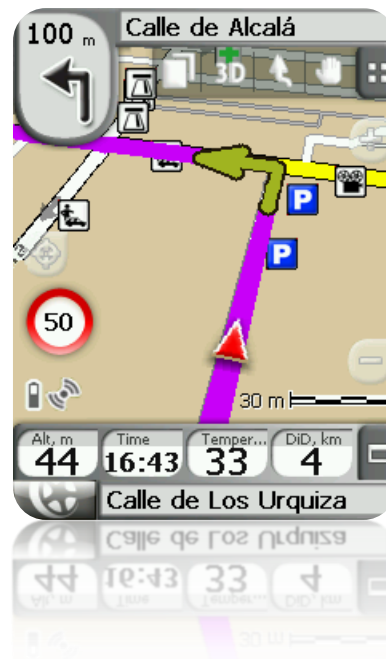 100 m
Calle de Alcalá
3D
P
P
50
30 m
Alt, m
Time
Temper...
DiD, km
44
16:43
33
4
Calle de Los Urquiza